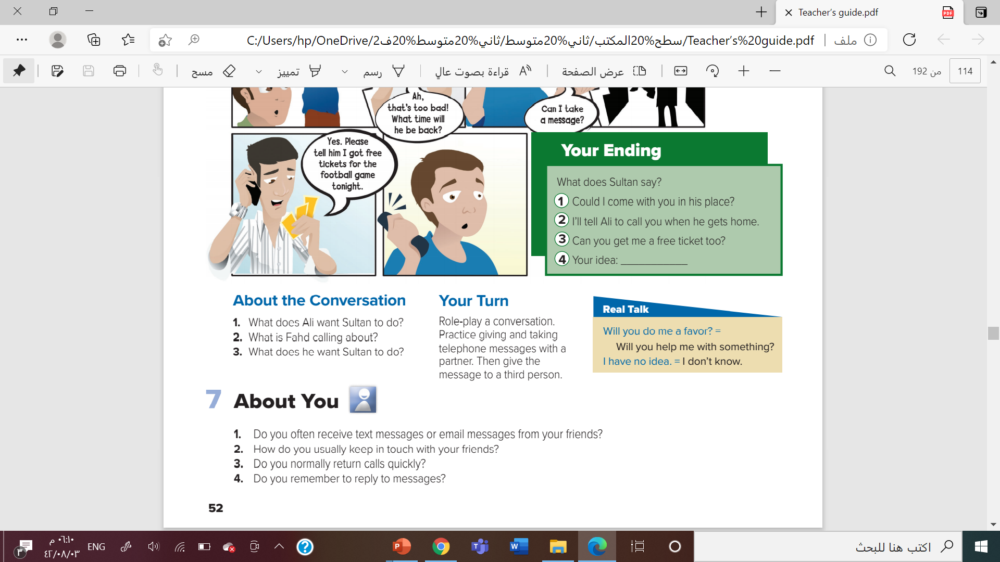 Teacher's guide.pdf
C:/Users/hp/OneDrive/سطح%20المكتب/ثاني%20متوسط/ثاني%20متوسط%20ف2/Teacher's%20guide.pdf
ملف
مسح
تمييز
رسم
قراءة بصوت عالٍ
عرض الصفحة
من 192
114
Ah,
that's too bad!
What time will
he be back?
Can I take
a message?
Yes. Please
tell him I got free
tickets for the
football game
tonight.
Your Ending
What does Sultan say?
1 Could I come with you in his place?
2 I'll tell Ali to call you when he gets home.
3 Can you get me a free ticket too?
4 Your idea: ____________
About the Conversation
1. What does Ali want Sultan to do?
2. What is Fahd calling about?
3. What does he want Sultan to do?
Your Turn
Role-play a conversation.
Practice giving and taking
telephone messages with a
partner. Then give the
message to a third person.
Real Talk
Will you do me a favor? =
Will you help me with something?
I have no idea. = I don't know.
7 About You
1. Do you often receive text messages or email messages from your friends?
2. How do you usually keep in touch with your friends?
3. Do you normally return calls quickly?
4. Do you remember to reply to messages?
52
٣
٠٦:١٠ م
٤٢/٠٨/٠٣
ENG
اكتب هنا للبحث